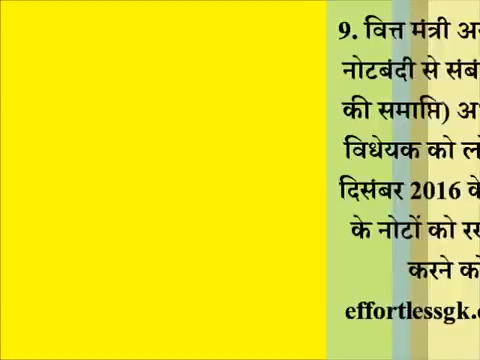 9. वित्त मंत्री
नोटबंदी से
की समाप्ति)
विधेयक को
दिसंबर 2016
के नोटों को
करने
effortlessgk.